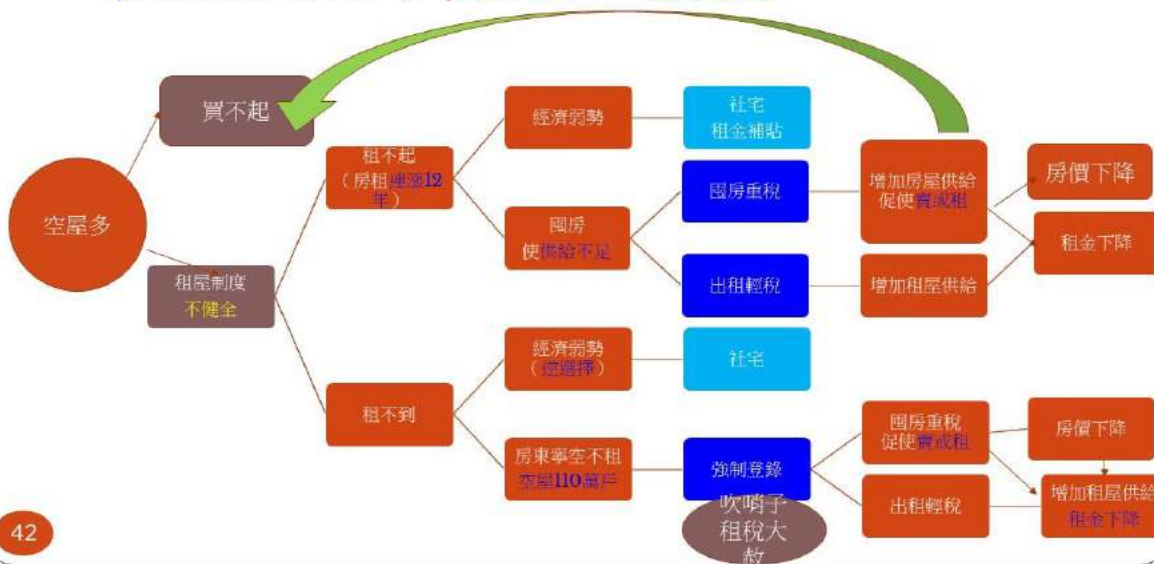 買不起
空屋多
租屋制度
不健全
租不起
(房租連漲12
年)
租不到
經濟弱勢
囤房
使供給不足
經濟弱勢
(逆選擇)
房東寧空不租
空屋110萬戶
社宅
租金補貼
囤房重稅
出租輕稅
社宅
強制登錄
吹哨子
租稅大
赦
增加房屋供給
促使賣或租
增加租屋供給
房價下降
租金下降
囤房重稅
促使賣或租
出租輕稅
房價下降
增加租屋供給
租金下降
42